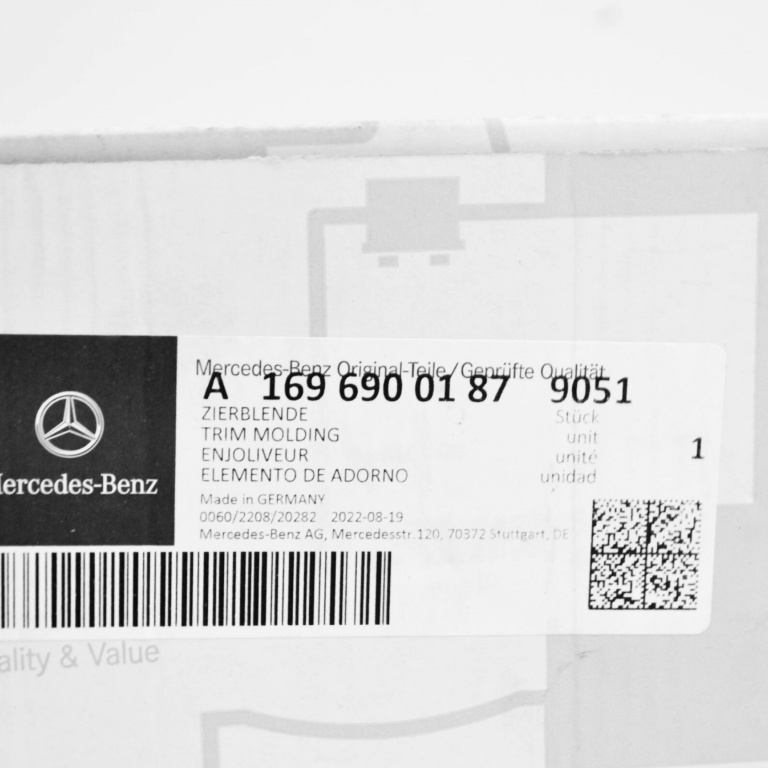 Mercedes-Benz Original-Teile/Geprüfte Qualität
A 169 690 01 87 9051
ZIERBLENDE Stück
TRIM MOLDING unit
ENJOLIVEUR unité 1
ELEMENTO DE ADORNO unidad
Made in GERMANY
0060/2208/20282 2022-08-19
Mercedes-Benz AG, Mercedesstr.120, 70372 Stuttgart, DE
Mercedes-Benz
ality & Value